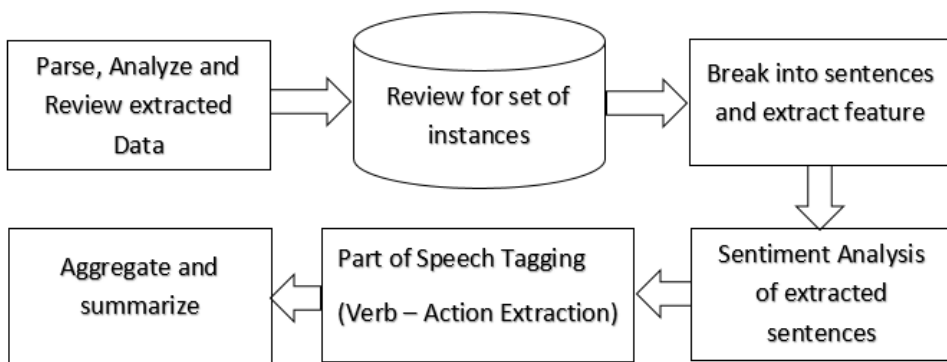 Parse, Analyze and
Review extracted
Data
Review for set of
instances
Break into sentences
and extract feature
Sentiment Analysis
of extracted
sentences
Part of Speech Tagging
(Verb – Action Extraction)
Aggregate and
summarize